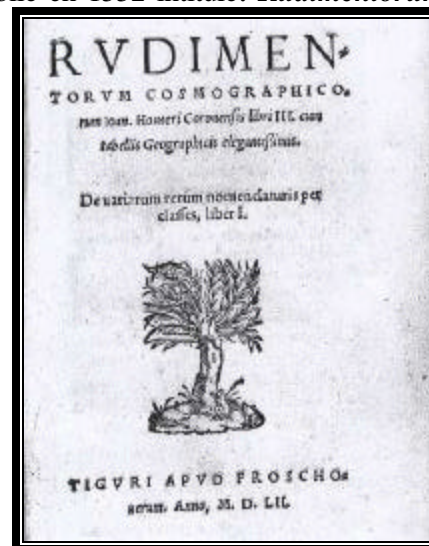 RVDIMEN-
TORVM COSMOGRAPHICO-
rum Ioan. Honteri Coronensis libri III. cum
tabellis Geographicis elegantissimis.
De uariarum rerum nomenclaturis per
classes, liber I.
TIGVRI APVD FROSCHO-
uerum. Anno, M. D. LII.